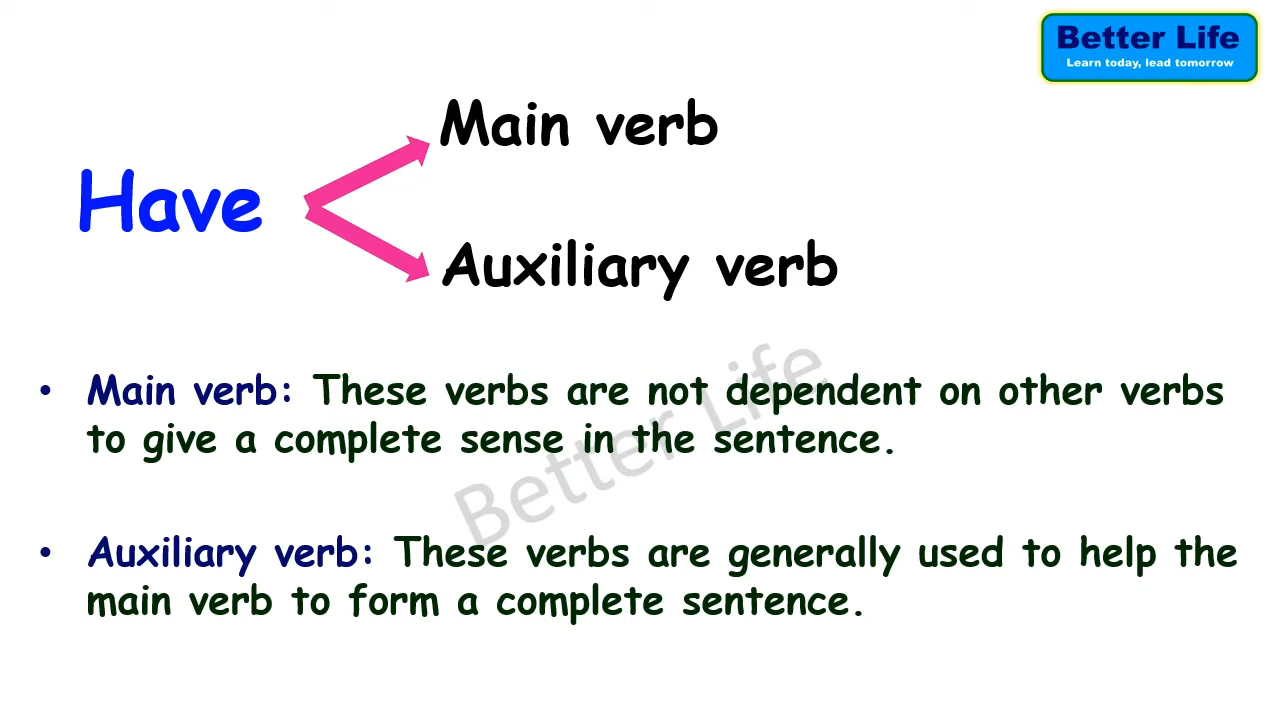 Better Life
Learn today, lead tomorrow
Main verb
Have
Auxiliary verb
• Main verb: These verbs are not dependent on other verbs
to give a complete sense in the sentence.
Better Life
• Auxiliary verb: These verbs are generally used to help the
main verb to form a complete sentence.